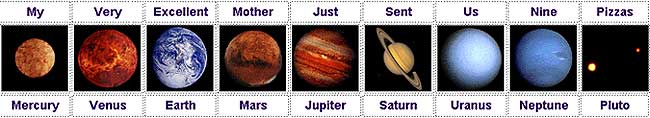 My Very Excellent Mother Just Sent Us Nine Pizzas
Mercury Venus Earth Mars Jupiter Saturn Uranus Neptune Pluto